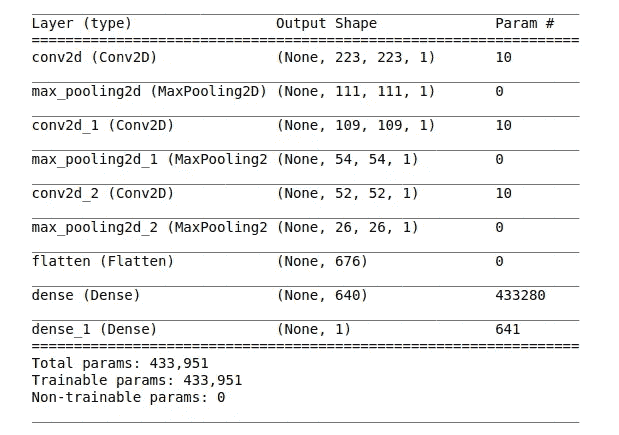 Layer (type) Output Shape Param #
=================================================================
conv2d (Conv2D) (None, 223, 223, 1) 10
max_pooling2d (MaxPooling2D) (None, 111, 111, 1) 0
conv2d_1 (Conv2D) (None, 109, 109, 1) 10
max_pooling2d_1 (MaxPooling2 (None, 54, 54, 1) 0
conv2d_2 (Conv2D) (None, 52, 52, 1) 10
max_pooling2d_2 (MaxPooling2 (None, 26, 26, 1) 0
flatten (Flatten) (None, 676) 0
dense (Dense) (None, 640) 433280
dense_1 (Dense) (None, 1) 641
=================================================================
Total params: 433,951
Trainable params: 433,951
Non-trainable params: 0